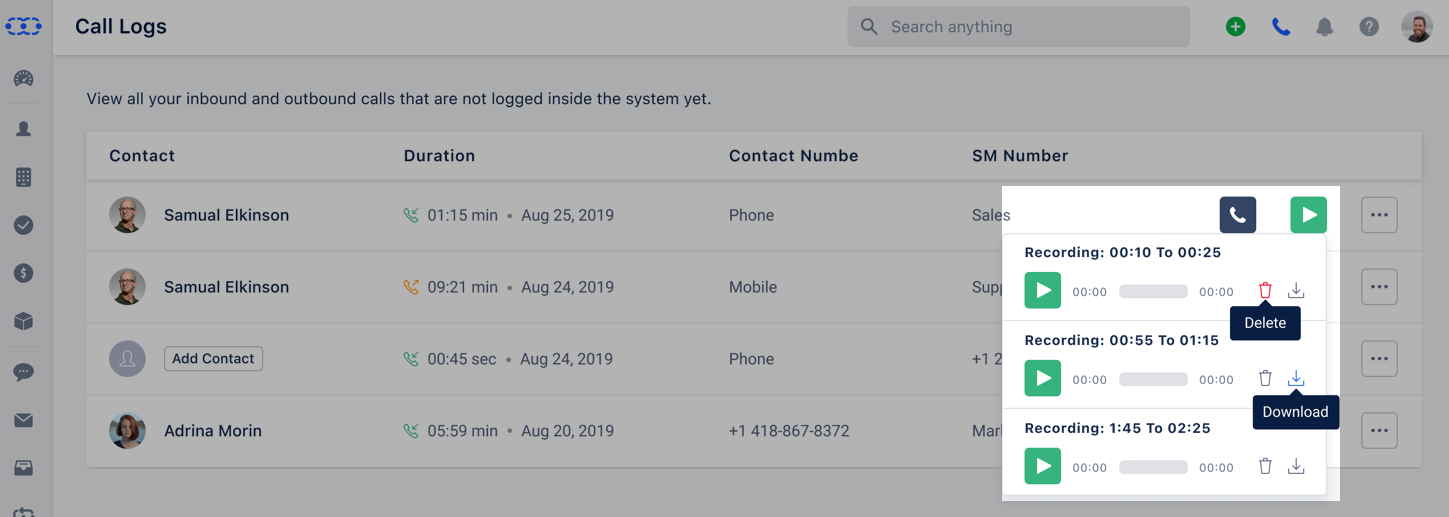 Call Logs
Search anything
View all your inbound and outbound calls that are not logged inside the system yet.
Contact Duration Contact Numbe SM Number
Samual Elkinson 01:15 min • Aug 25, 2019 Phone Sales
Recording: 00:10 To 00:25
Samual Elkinson 09:21 min • Aug 24, 2019 Mobile Sup
00:00 00:00
Delete
Recording: 00:55 To 01:15
Add Contact 00:45 sec • Aug 24, 2019 Phone +1 2
00:00 00:00
Download
Recording: 1:45 To 02:25
Adrina Morin 05:59 min • Aug 20, 2019 +1 418-867-8372 Mar
00:00 00:00